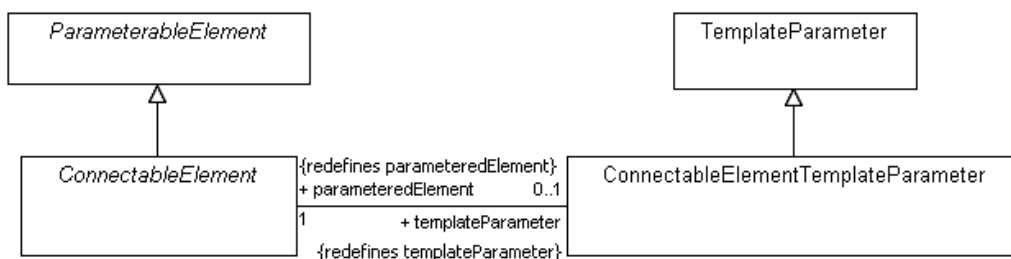 ParameterableElement
TemplateParameter
ConnectableElement
{redefines parameteredElement}
+ parameteredElement 0..1
1 + templateParameter
{redefines templateParameter}
ConnectableElementTemplateParameter